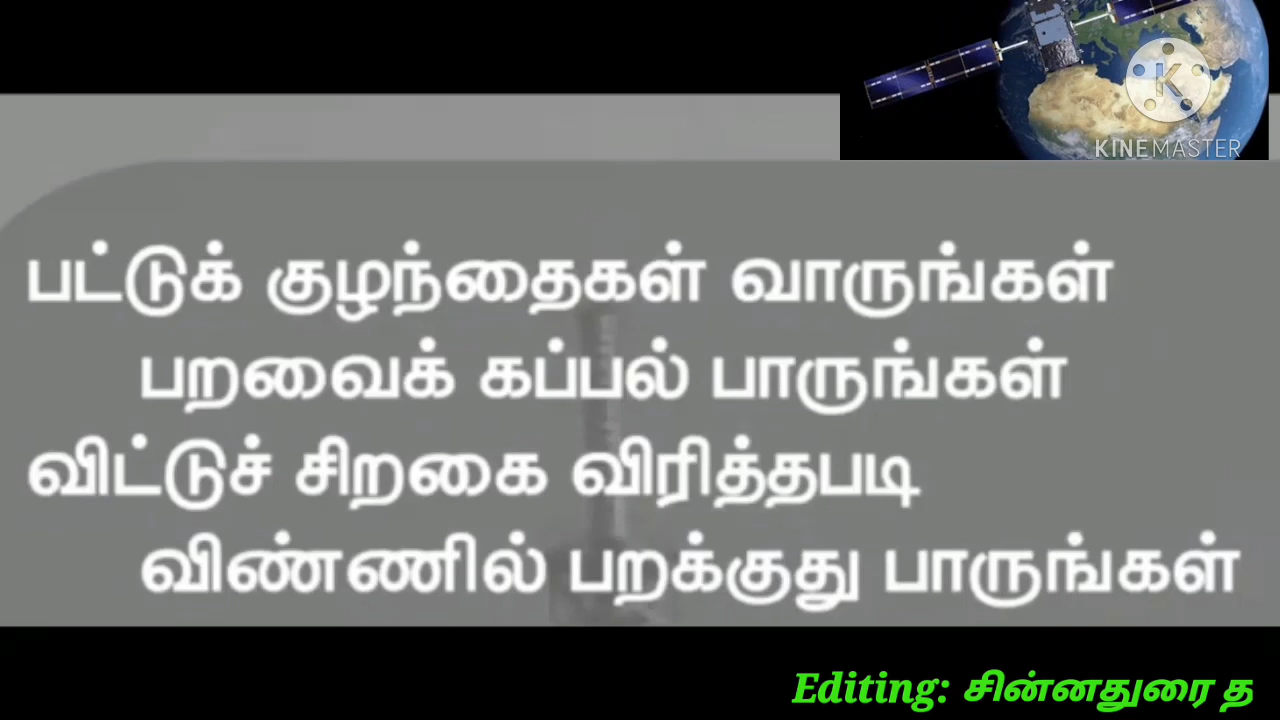 KINEMASTER
பட்டுக் குழந்தைகள் வாருங்கள்
பறவைக் கப்பல் பாருங்கள்
விட்டுச் சிறகை விரித்தபடி
விண்ணில் பறக்குது பாருங்கள்
Editing: சின்னதுரை த